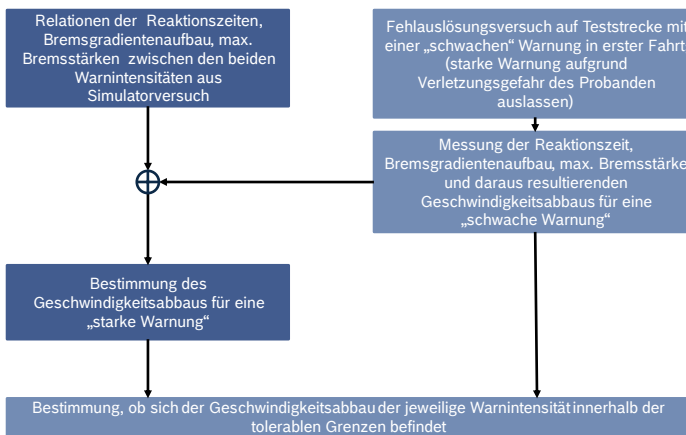 Relationen der Reaktionszeiten,
Bremsgradientenaufbau, max.
Bremsstärken zwischen den beiden
Warnintensitäten aus
Simulatorversuch
Fehlauslösungsversuch auf Teststrecke mit
einer „schwachen“ Warnung in erster Fahrt
(starke Warnung aufgrund
Verletzungsgefahr des Probanden
auslassen)
Messung der Reaktionszeit,
Bremsgradientenaufbau, max. Bremsstärke
und daraus resultierenden
Geschwindigkeitsabbaus für eine
„schwache Warnung“
Bestimmung des
Geschwindigkeitsabbaus für eine
„starke Warnung“
Bestimmung, ob sich der Geschwindigkeitsabbau der jeweilige Warnintensität innerhalb der
tolerablen Grenzen befindet